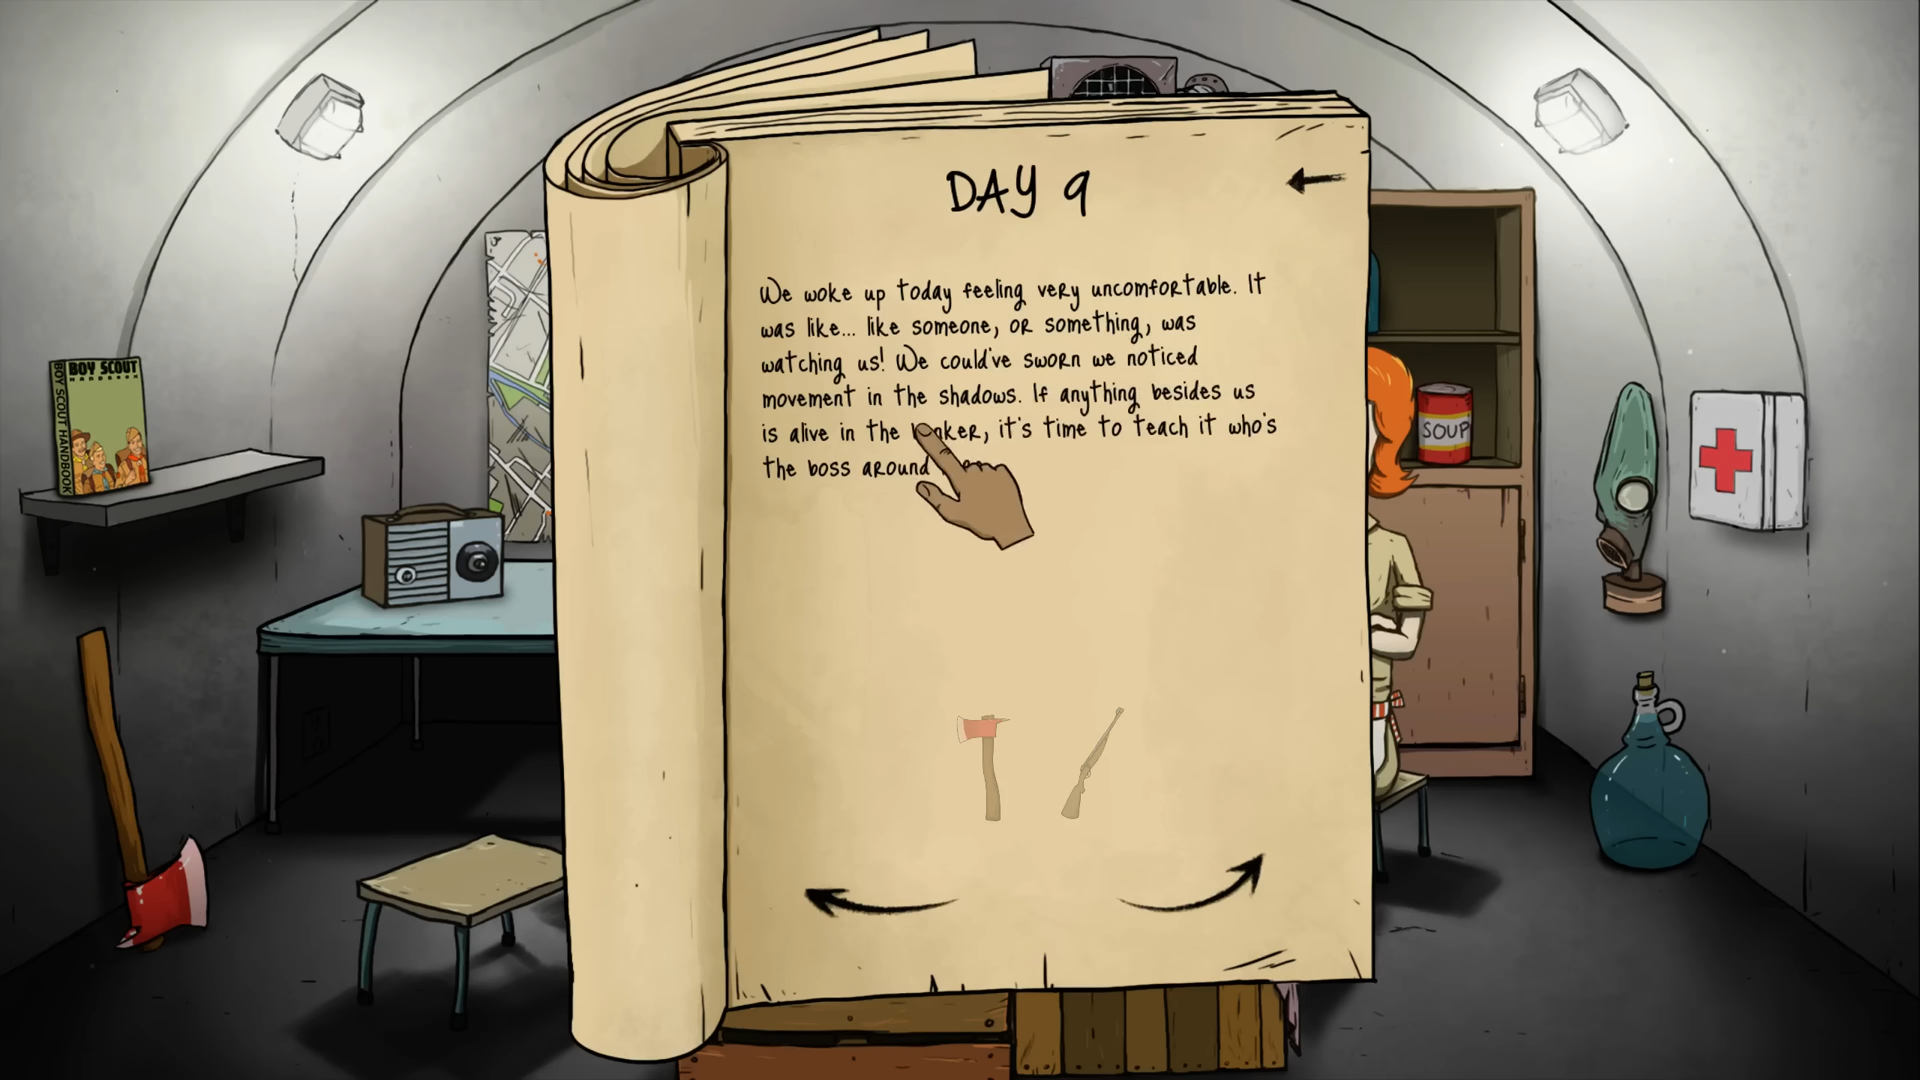 DAY 9
We woke up today feeling very uncomfortable. It
was like... like someone, or something, was
watching us! We could've sworn we noticed
movement in the shadows. If anything besides us
is alive in the bunker, it's time to teach it who's
the boss around
BOY SCOUT
HANDBOOK
BOY SCOUT HANDBOOK
SOUP